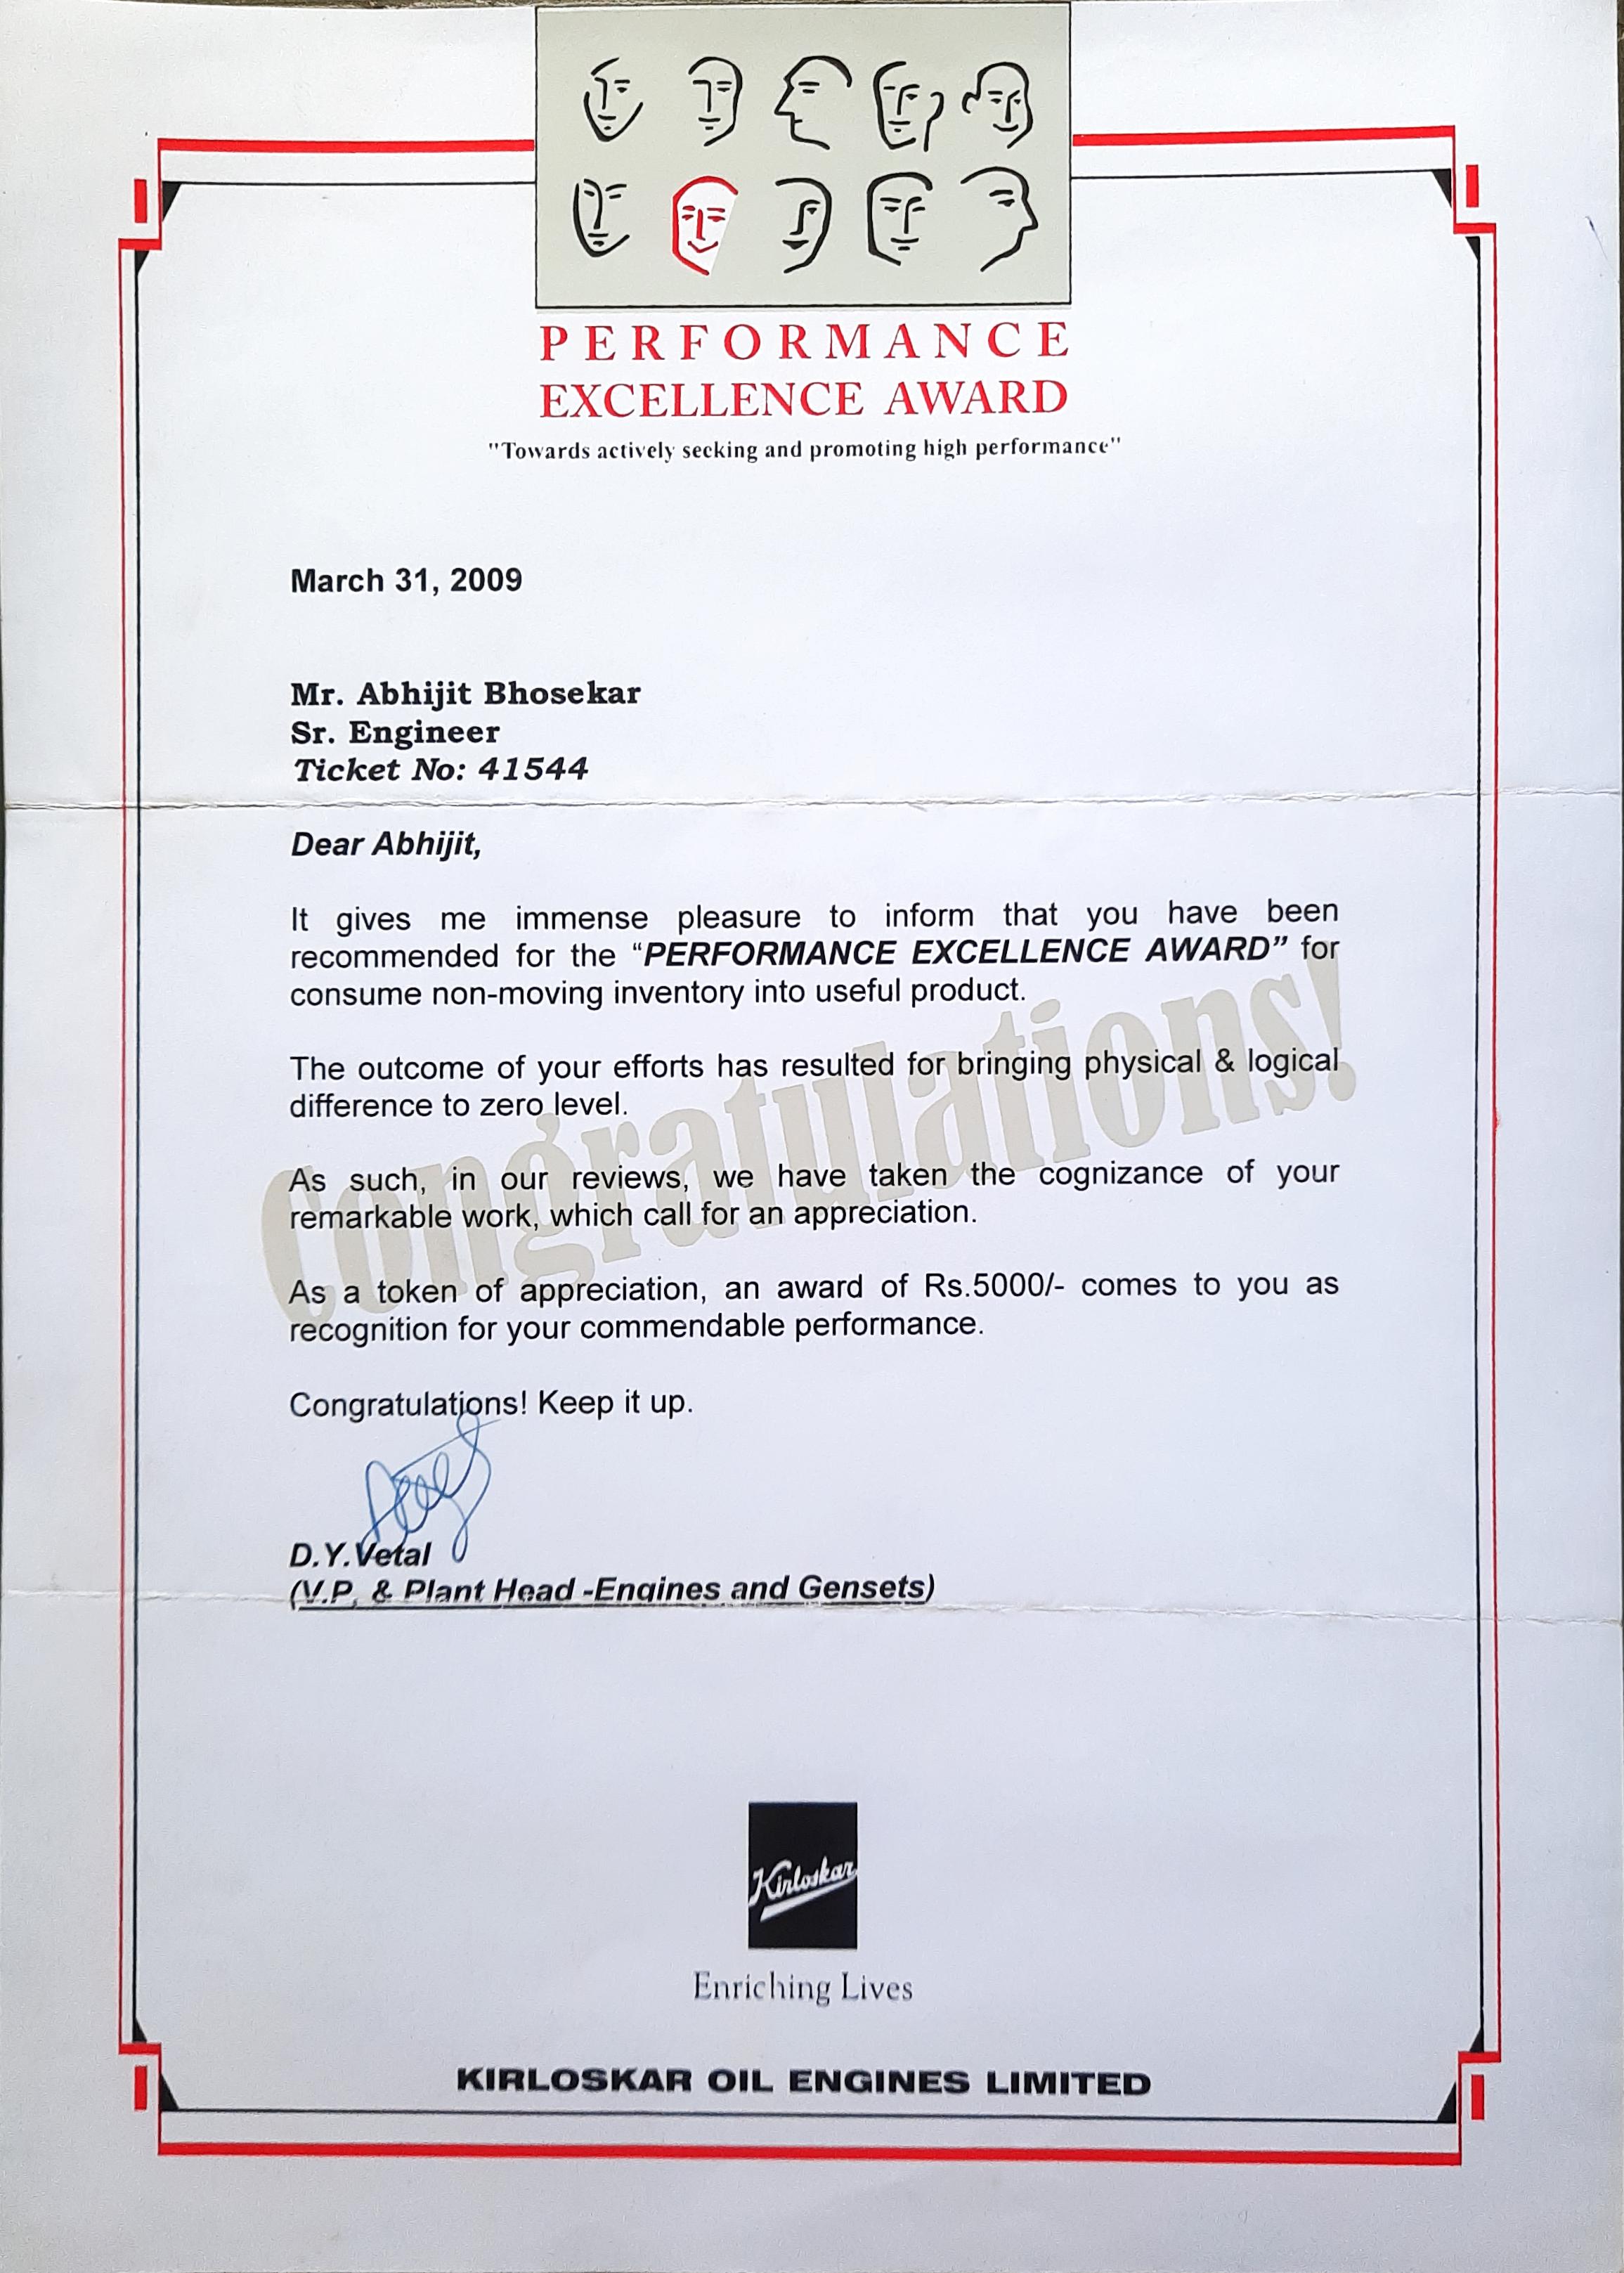 PERFORMANCE
EXCELLENCE AWARD
"Towards actively seeking and promoting high performance"
March 31, 2009
Mr. Abhijit Bhosekar
Sr. Engineer
Ticket No: 41544
Dear Abhijit,
It gives me immense pleasure to inform that you have been
recommended for the “PERFORMANCE EXCELLENCE AWARD” for
consume non-moving inventory into useful product.
The outcome of your efforts has resulted for bringing physical & logical
difference to zero level.
As such, in our reviews, we have taken the cognizance of your
remarkable work, which call for an appreciation.
As a token of appreciation, an award of Rs.5000/- comes to you as
recognition for your commendable performance.
Congratulations!
Congratulations! Keep it up.
D.Y.Vetal
(V.P. & Plant Head -Engines and Gensets)
Kirloskar
Enriching Lives
KIRLOSKAR OIL ENGINES LIMITED